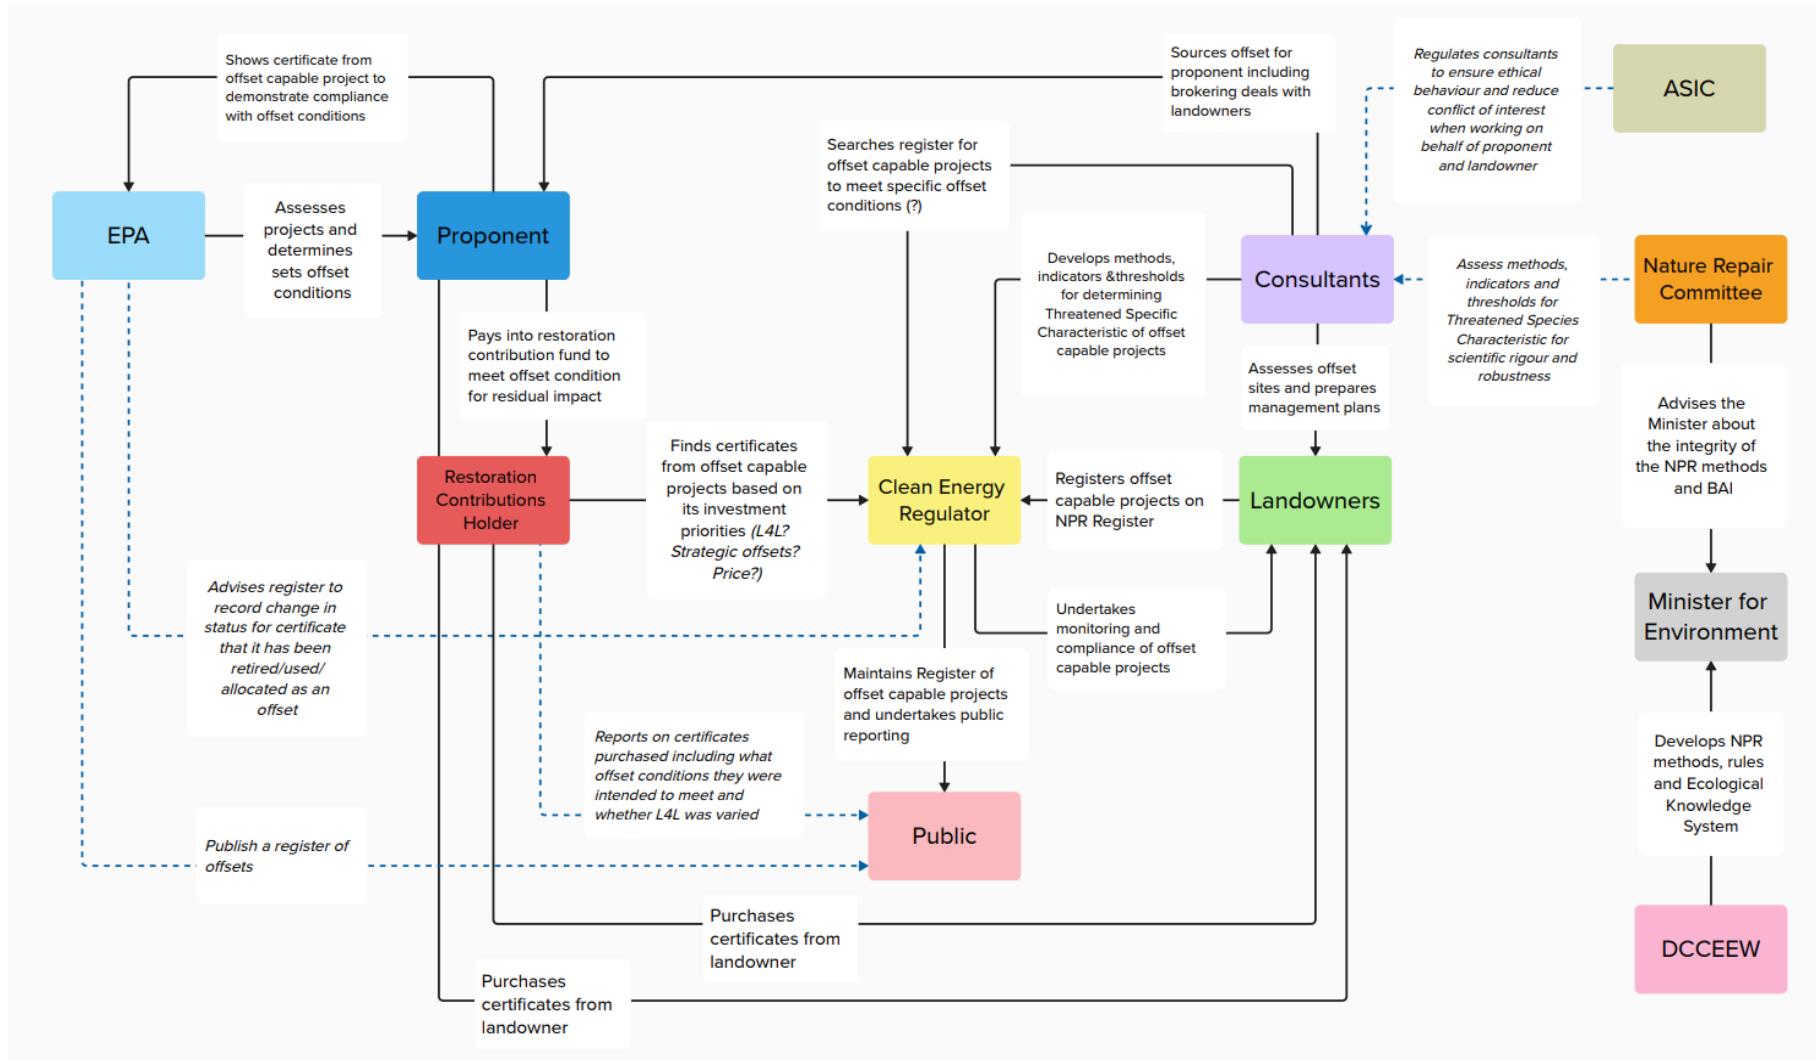 Shows certificate from
offset capable project to
demonstrate compliance
with offset conditions
Sources offset for
proponent including
brokering deals with
landowners
Regulates consultants
to ensure ethical
behaviour and reduce
conflict of interest
when working on
behalf of proponent
and landowner
ASIC
Searches register for
offset capable projects
to meet specific offset
conditions (?)
EPA
Assesses
projects and
determines
sets offset
conditions
Proponent
Develops methods,
indicators &thresholds
for determining
Threatened Specific
Characteristic of offset
capable projects
Consultants
Assess methods,
indicators and
thresholds for
Threatened Species
Characteristic for
scientific rigour and
robustness
Nature Repair
Committee
Pays into restoration
contribution fund to
meet offset condition
for residual impact
Assesses offset
sites and prepares
management plans
Advises the
Minister about
the integrity of
the NPR methods
and BAI
Restoration
Contributions
Holder
Finds certificates
from offset capable
projects based on
its investment
priorities (L4L?
Strategic offsets?
Price?)
Clean Energy
Regulator
Registers offset
capable projects on
NPR Register
Landowners
Advises register to
record change in
status for certificate
that it has been
retired/used/
allocated as an
offset
Undertakes
monitoring and
compliance of offset
capable projects
Minister for
Environment
Maintains Register of
offset capable projects
and undertakes public
reporting
Reports on certificates
purchased including what
offset conditions they were
intended to meet and
whether L4L was varied
Develops NPR
methods, rules
and Ecological
Knowledge
System
Publish a register of
offsets
Public
Purchases
certificates from
landowner
DCCEEW
Purchases
certificates from
landowner